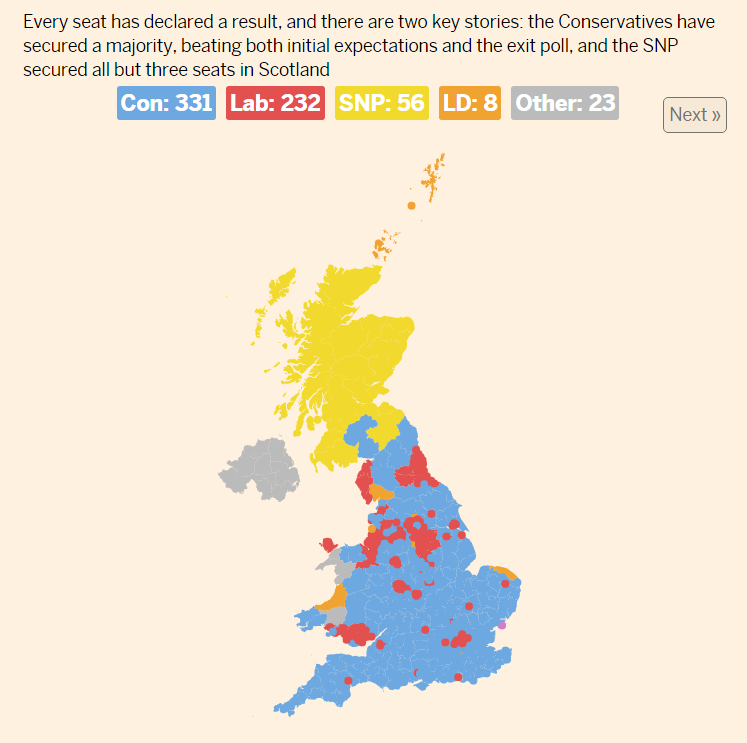 Every seat has declared a result, and there are two key stories: the Conservatives have
secured a majority, beating both initial expectations and the exit poll, and the SNP
secured all but three seats in Scotland
Con: 331 Lab: 232 SNP: 56 LD: 8 Other: 23
Next »